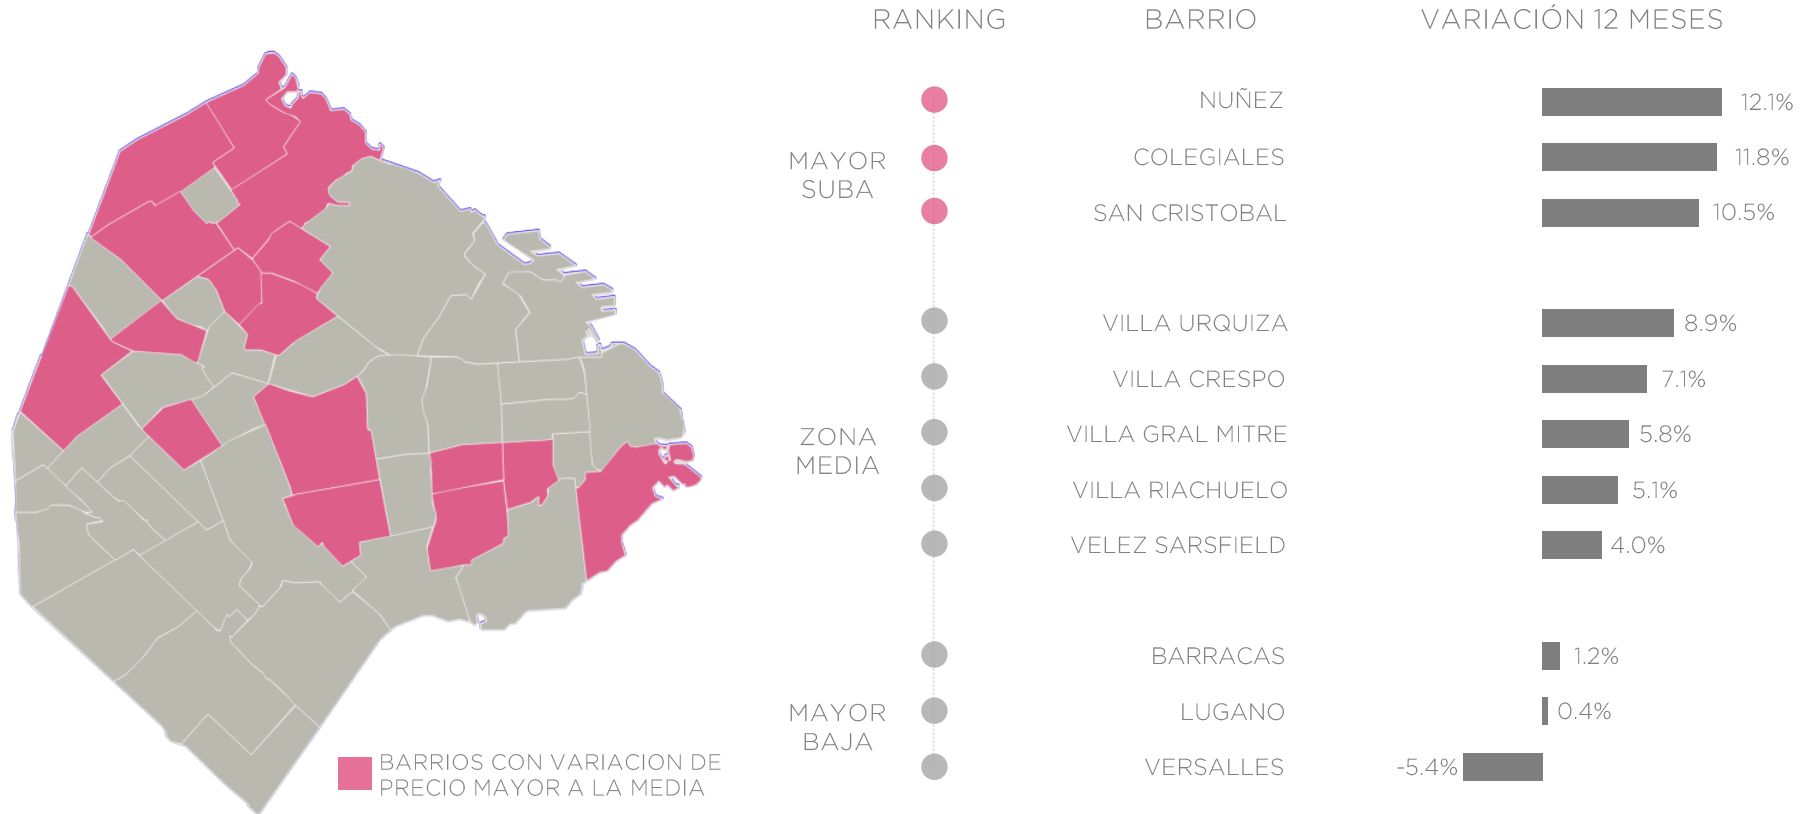 RANKING BARRIO VARIACIÓN 12 MESES
MAYOR
SUBA
NUÑEZ 12.1%
COLEGIALES 11.8%
SAN CRISTOBAL 10.5%
ZONA
MEDIA
VILLA URQUIZA 8.9%
VILLA CRESPO 7.1%
VILLA GRAL MITRE 5.8%
VILLA RIACHUELO 5.1%
VELEZ SARSFIELD 4.0%
MAYOR
BAJA
BARRACAS 1.2%
LUGANO 0.4%
VERSALLES -5.4%
BARRIOS CON VARIACION DE
PRECIO MAYOR A LA MEDIA